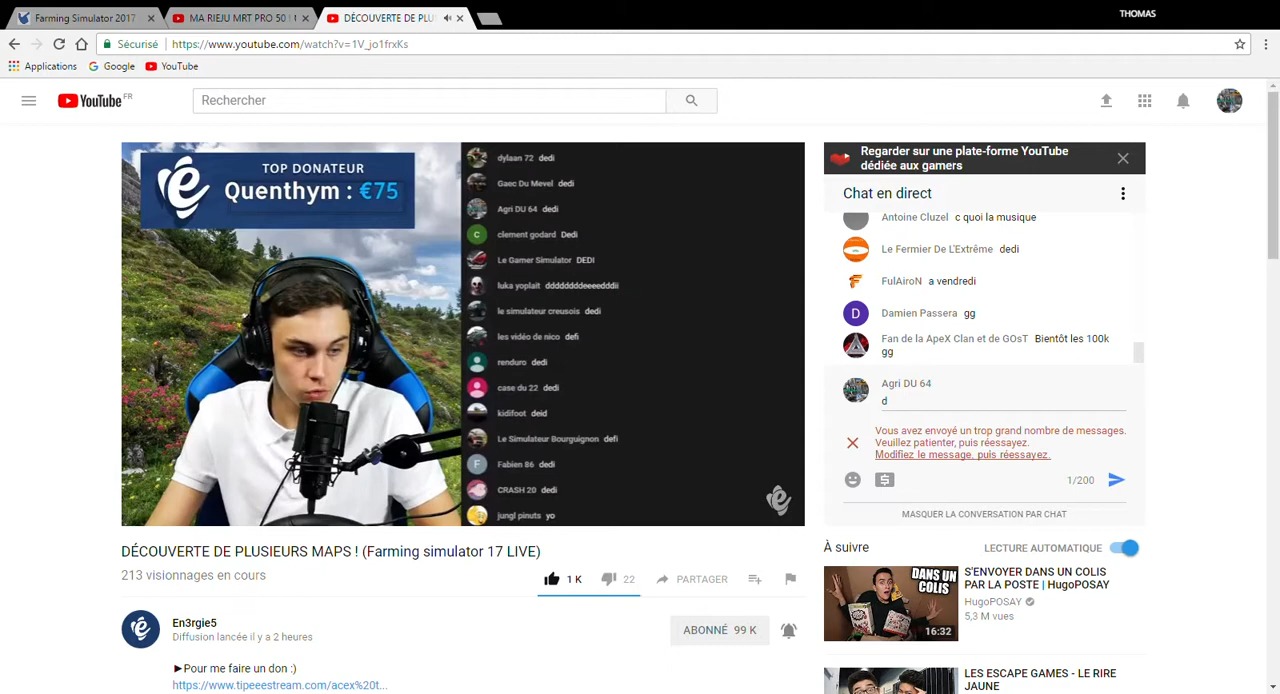 THOMAS
Farming Simulator 2017
MA RIEJU MRT PRO 50 !
DÉCOUVERTE DE PLU
Sécurisé
https://www.youtube.com/watch?v=1V_jo1frxKs
Applications
Google
YouTube
YouTube FR
Rechercher
TOP DONATEUR
Quenthym : €75
dylaan 72 dedi
Gaec Du Mevel dedi
Agri DU 64 dedi
C clement godard Dedi
Le Gamer Simulator DEDI
luka yoplait ddddddddeeeedddii
le simulateur creusois dedi
les vidéo de nico defi
renduro dedi
case du 22 dedi
kidifoot deid
Le Simulateur Bourguignon defi
F Fabien 86 dedi
CRASH 20 dedi
jungl pinuts yo
Regarder sur une plate-forme YouTube
dédiée aux gamers
Chat en direct
Antoine Cluzel c quoi la musique
Le Fermier De L'Extrême dedi
FulAiroN a vendredi
D Damien Passera gg
Fan de la ApeX Clan et de GOsT Bientôt les 100k
gg
Agri DU 64
d
Vous avez envoyé un trop grand nombre de messages.
Veuillez patienter, puis réessayez.
Modifiez le message, puis réessayez.
1/200
MASQUER LA CONVERSATION PAR CHAT
DÉCOUVERTE DE PLUSIEURS MAPS ! (Farming simulator 17 LIVE)
213 visionnages en cours
1 K
22
PARTAGER
En3rgie5
Diffusion lancée il y a 2 heures
ABONNÉ 99 K
►Pour me faire un don :)
https://www.tipeeestream.com/acex%20t...
À suivre
LECTURE AUTOMATIQUE
DANS UN
COLIS
16:32
S'ENVOYER DANS UN COLIS
PAR LA POSTE | HugoPOSAY
HugoPOSAY
5,3 M vues
LES ESCAPE GAMES - LE RIRE
JAUNE